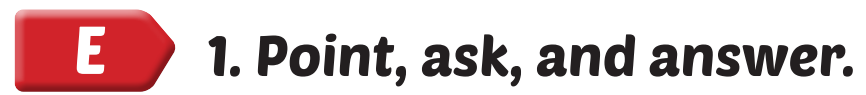 E 1. Point, ask, and answer.